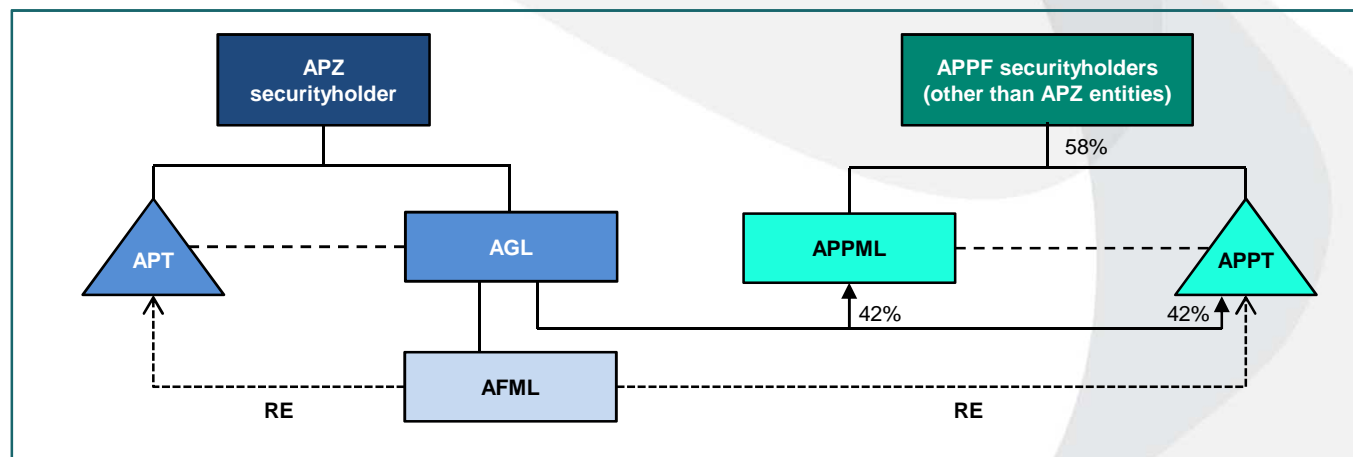 APZ
securityholder
APPF securityholders
(other than APZ entities)
58%
APT
AGL
APPML
APPT
42%
42%
AFML
RE
RE